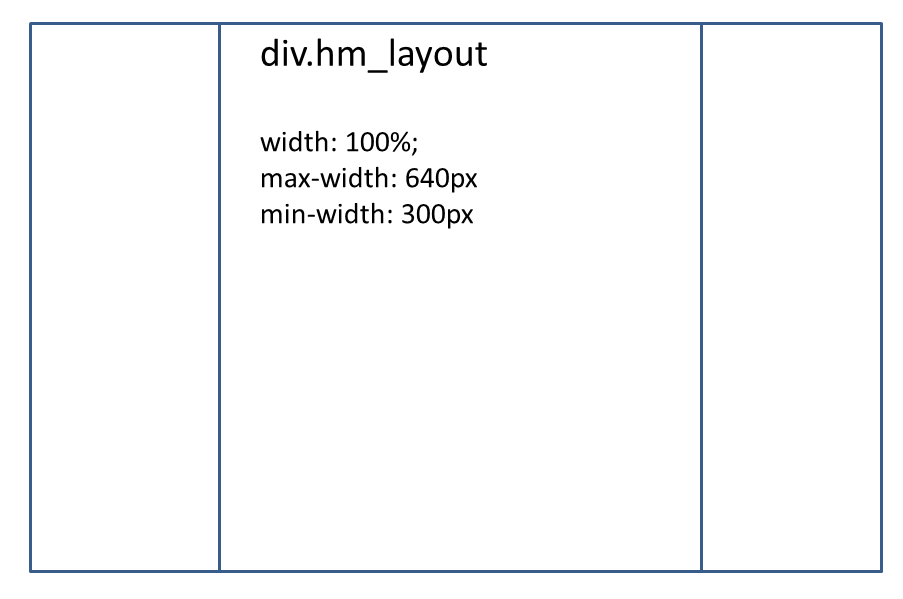 div.hm_layout
width: 100%;
max-width: 640px
min-width: 300px